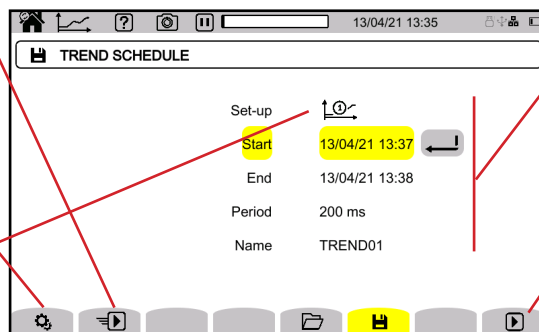 13/04/21 13:35
TREND SCHEDULE
Set-up 1
Start 13/04/21 13:37
End 13/04/21 13:38
Period 200 ms
Name TREND01